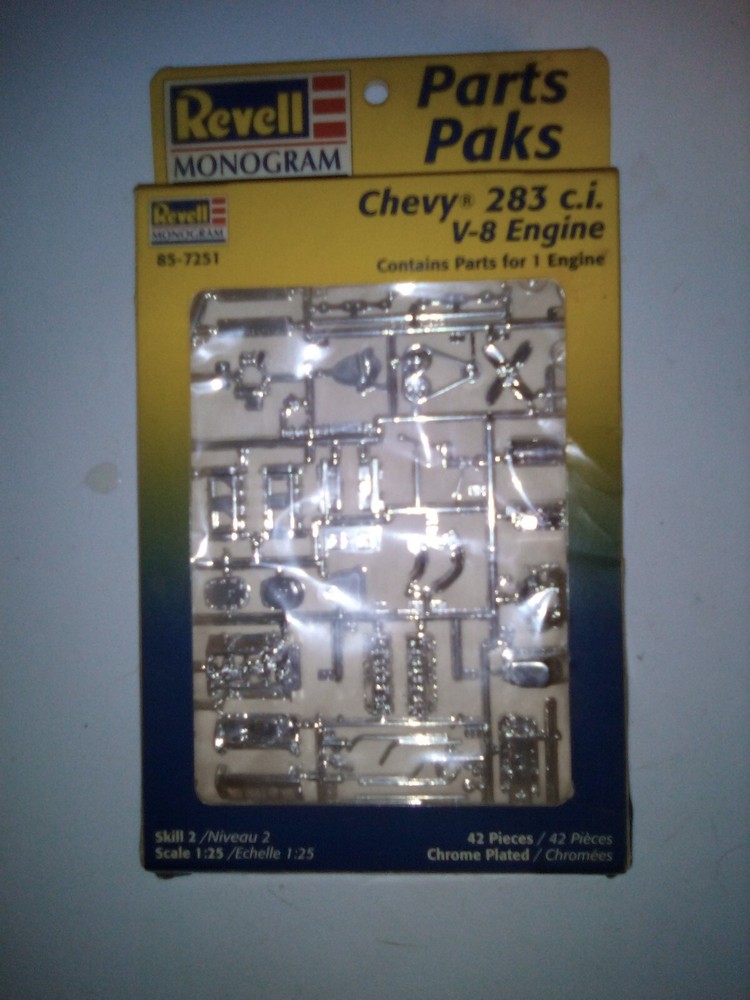 Revell
MONOGRAM
Parts
Paks
Revell
MONOGRAM
85-7251
Chevy® 283 c.i.
V-8 Engine
Contains Parts for 1 Engine
Skill 2 /Niveau 2
Scale 1:25 /Echelle 1:25
42 Pieces / 42 Pièces
Chrome Plated / Chromées